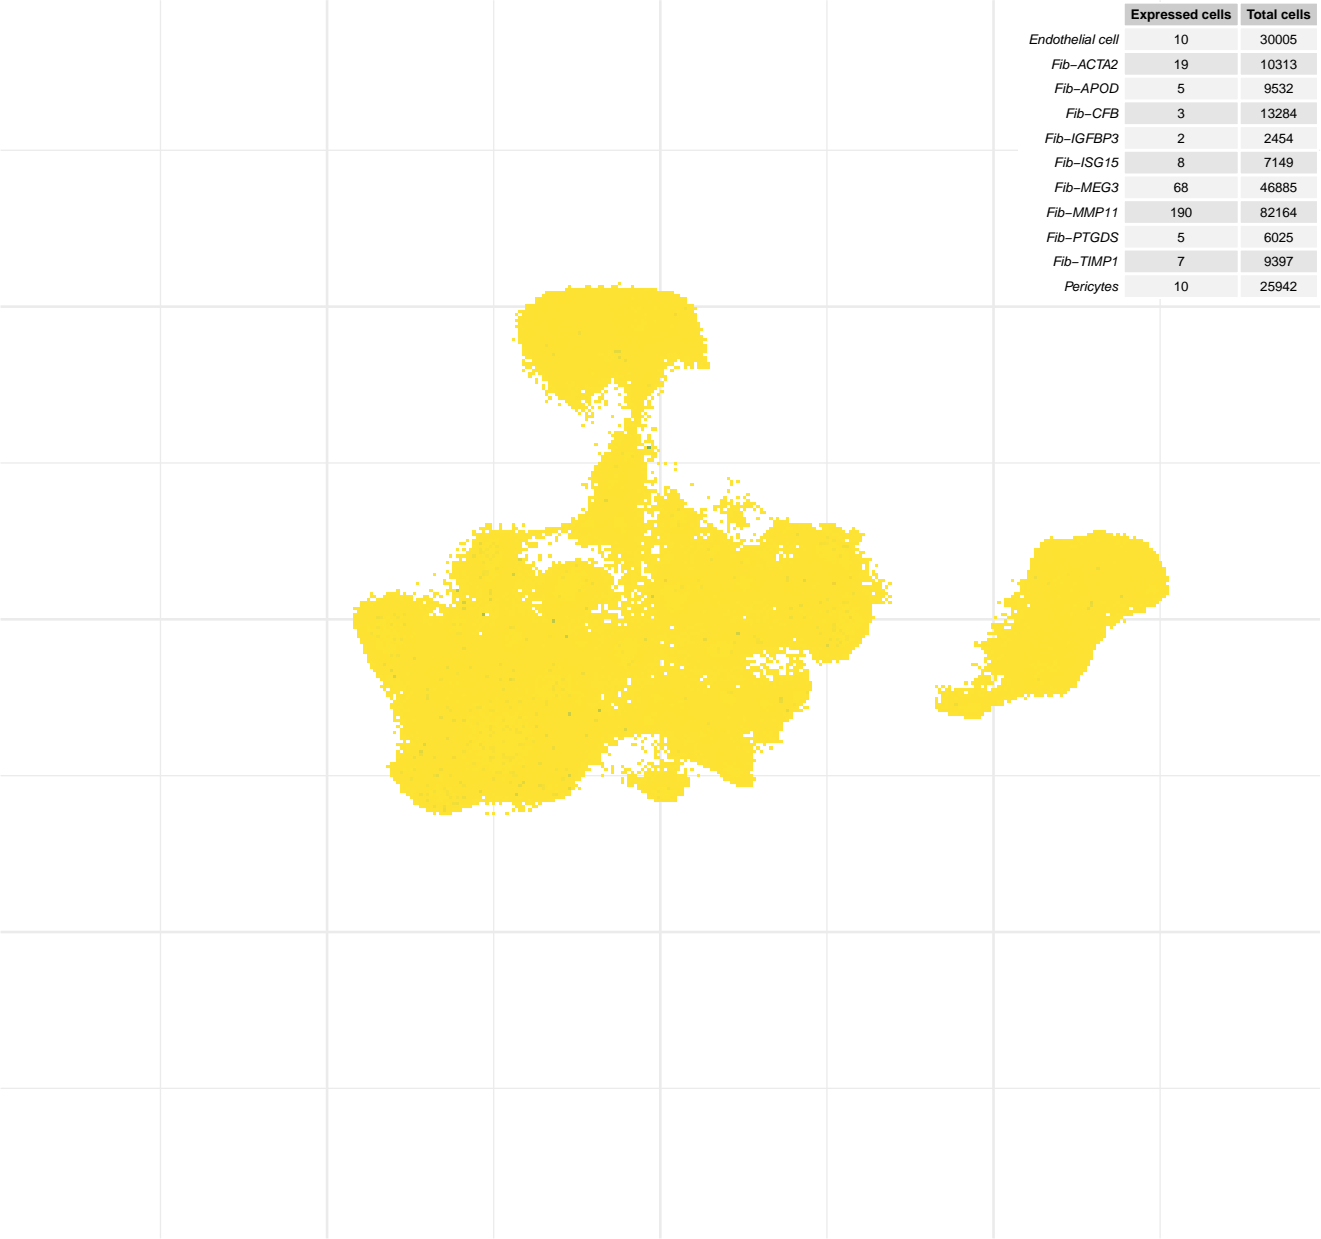 Expressed cells Total cells
Endothelial cell 10 30005
Fib−ACTA2 19 10313
Fib−APOD 5 9532
Fib−CFB 3 13284
Fib−IGFBP3 2 2454
Fib−ISG15 8 7149
Fib−MEG3 68 46885
Fib−MMP11 190 82164
Fib−PTGDS 5 6025
Fib−TIMP1 7 9397
Pericytes 10 25942